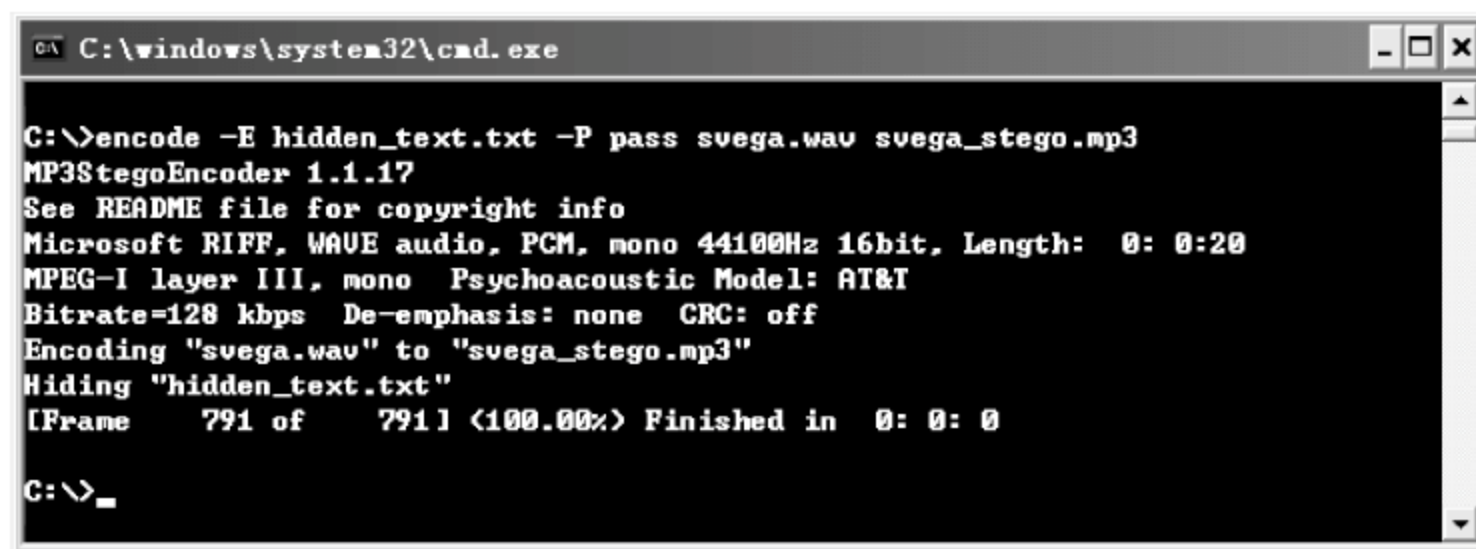 C:\windows\system32\cmd.exe
C:\>encode -E hidden_text.txt -P pass svega.wav svega_stego.mp3
MP3StegoEncoder 1.1.17
See README file for copyright info
Microsoft RIFF, WAVE audio, PCM, mono 44100Hz 16bit, Length:  0: 0:20
MPEG-I layer III, mono  Psychoacoustic Model: AT&T
Bitrate=128 kbps  De-emphasis: none  CRC: off
Encoding "svega.wav" to "svega_stego.mp3"
Hiding "hidden_text.txt"
[Frame    791 of    791] (100.00%) Finished in  0: 0: 0
C:\>_